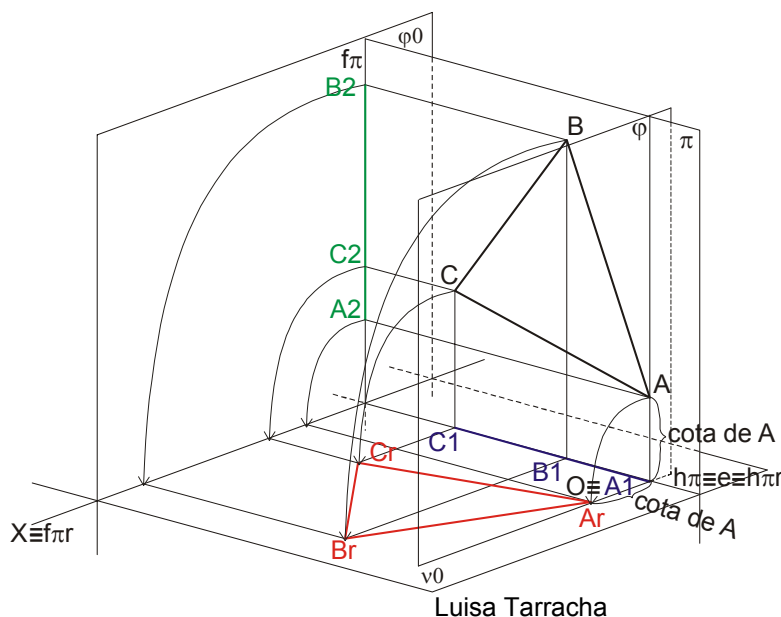 φ0
fπ
B2
B
φ
π
C2
C
A2
A
cota de A
C1
Cr
B1
O≡
A1
hπ≡e≡hπr
cota de A
Ar
X≡fπr
Br
ν0
Luisa Tarracha